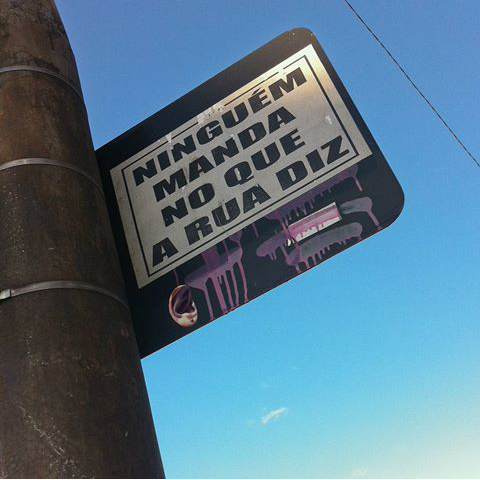 NINGUÉM
MANDA
NO QUE
A RUA DIZ